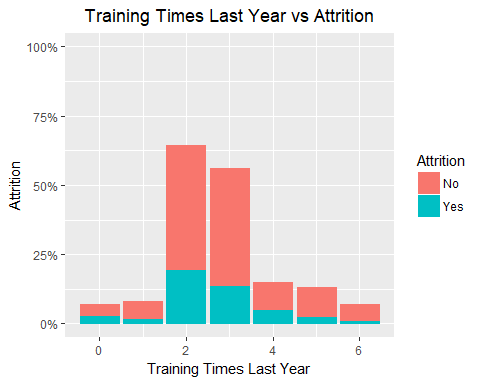 Training Times Last Year vs Attrition
100%
75%
50%
25%
0%
Attrition
0
2
4
6
Training Times Last Year
Attrition
No
Yes